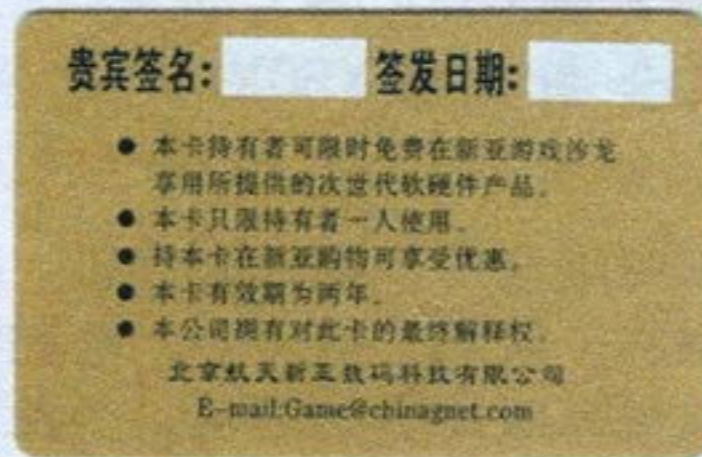 贵宾签名: 签发日期:
● 本卡持有者可限时免费在新亚游戏沙龙
享用所提供的次世代软硬件产品。
● 本卡只限持有者一人使用。
● 持本卡在新亚购物可享受优惠。
● 本卡有效期为两年。
● 本公司拥有对此卡的最终解释权。
北京航天新亚数码科技有限公司
E-mail:Game@chinagnet.com